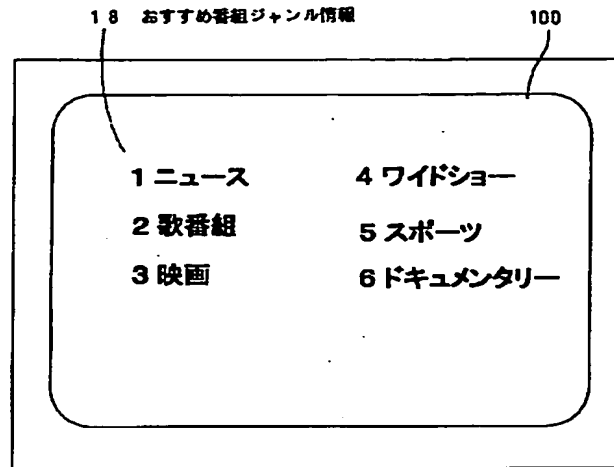 18 おすすめ番組ジャンル情報
100
1 ニュース
2 歌番組
3 映画
4 ワイドショー
5 スポーツ
6 ドキュメンタリー